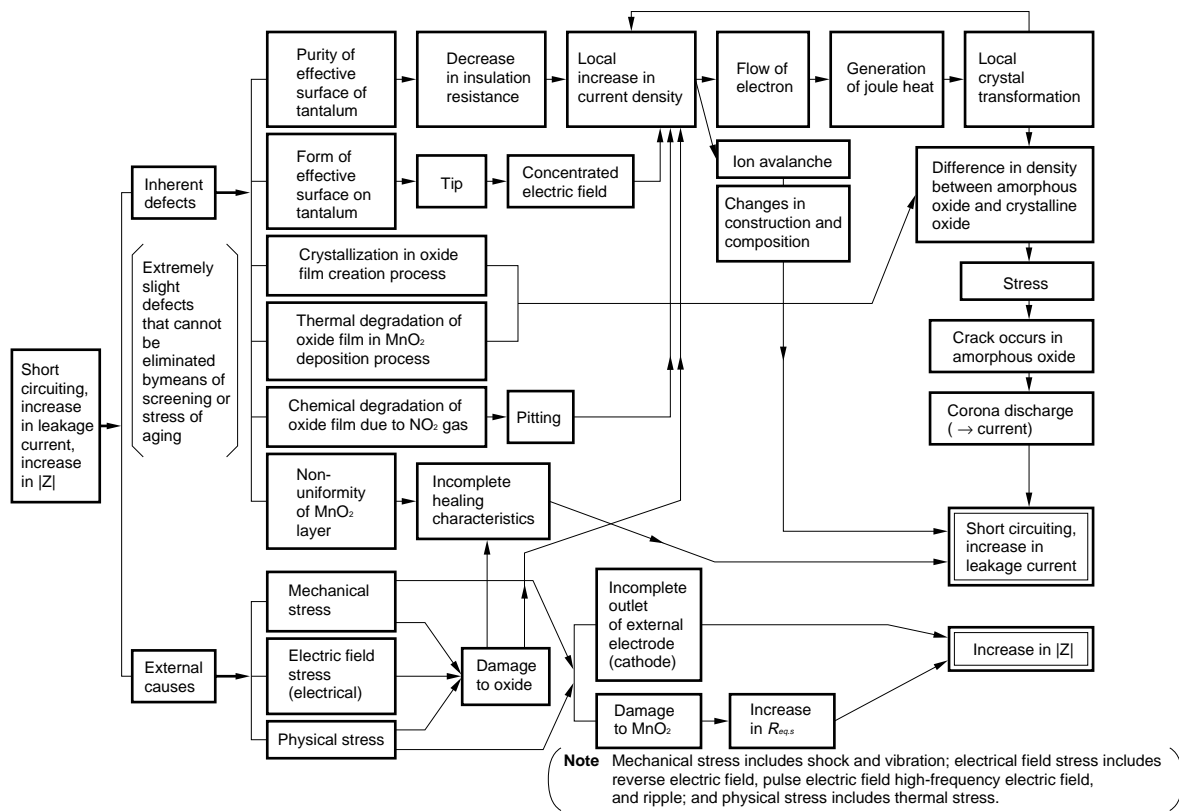 Purity of
effective
surface of
tantalum
Decrease
in insulation
resistance
Local
increase in
current density
Flow of
electron
Generation
of joule heat
Local
crystal
transformation
Form of
effective
surface on
tantalum
Tip
Concentrated
electric field
Ion avalanche
Changes in
construction and
composition
Difference in density
between amorphous
oxide and crystalline
oxide
Inherent
defects
Extremely
slight
defects
that cannot
be
eliminated
bymeans of
screening or
stress of
aging
Crystallization in oxide
film creation process
Thermal degradation of
oxide film in MnO₂
deposition process
Stress
Crack occurs in
amorphous oxide
Short
circuiting,
increase
in leakage
current,
increase
in |Z|
Chemical degradation of
oxide film due to NO₂ gas
Pitting
Corona discharge
( → current)
Non-
uniformity
of MnO₂
layer
Incomplete
healing
characteristics
Short circuiting,
increase in
leakage current
Mechanical
stress
Incomplete
outlet
of external
electrode
(cathode)
Increase in |Z|
External
causes
Electric field
stress
(electrical)
Damage
to oxide
Physical stress
Damage
to MnO₂
Increase
in Req.s
Note Mechanical stress includes shock and vibration; electrical field stress includes
reverse electric field, pulse electric field high-frequency electric field,
and ripple; and physical stress includes thermal stress.